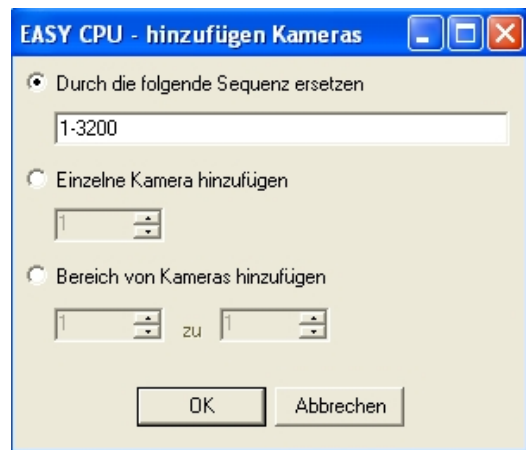 EASY CPU - hinzufügen Kameras
Durch die folgende Sequenz ersetzen
1-3200
Einzelne Kamera hinzufügen
1
Bereich von Kameras hinzufügen
1 zu 1
OK Abbrechen